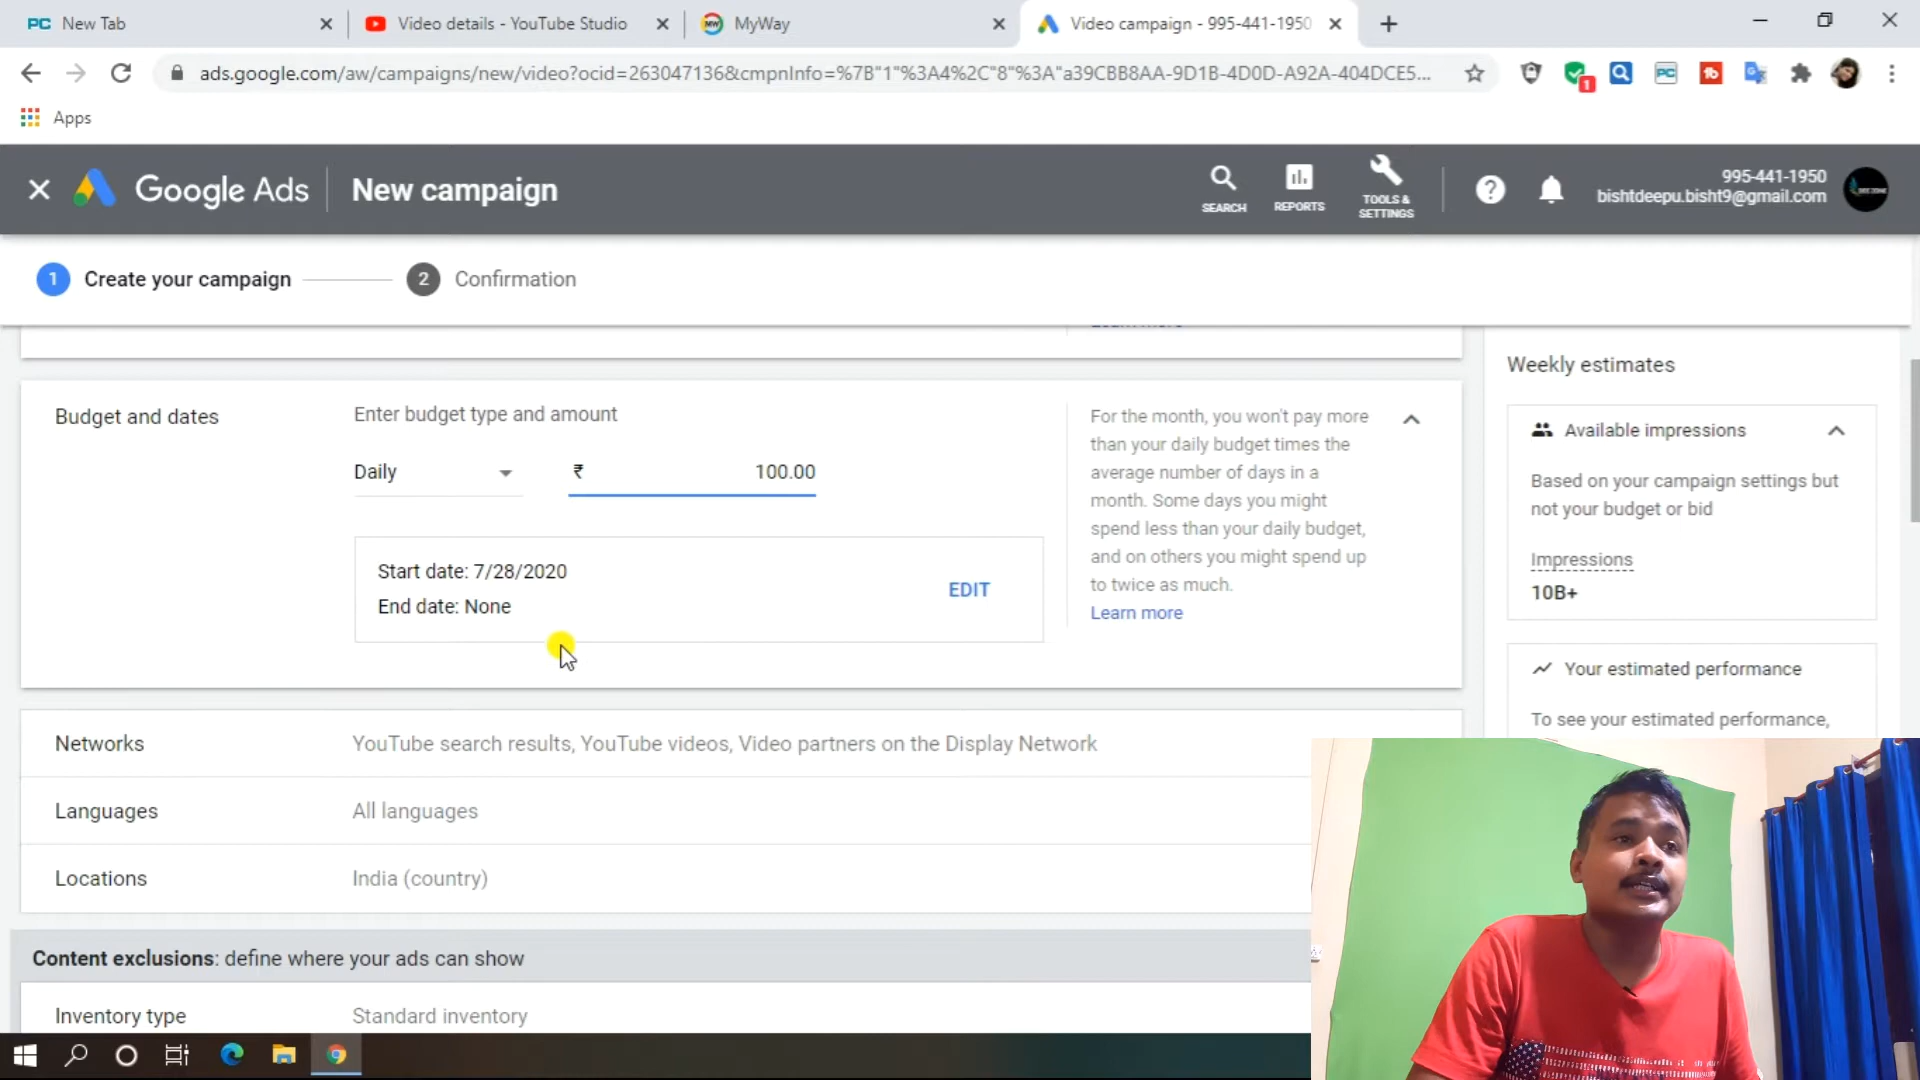 PC New Tab
Video details - YouTube Studio
MyWay
Video campaign - 995-441-1950
ads.google.com/aw/campaigns/new/video?ocid=263047136&cmpnInfo=%7B"1"%3A4%2C"8"%3A"a39CBB8AA-9D1B-4D0D-A92A-404DCE5...
1
PC
Apps
Google Ads
New campaign
SEARCH
REPORTS
TOOLS &
SETTINGS
995-441-1950
bishtdeepu.bisht9@gmail.com
1 Create your campaign
2 Confirmation
Learn more
Budget and dates
Enter budget type and amount
Daily
₹ 100.00
Start date: 7/28/2020
End date: None
EDIT
For the month, you won't pay more
than your daily budget times the
average number of days in a
month. Some days you might
spend less than your daily budget,
and on others you might spend up
to twice as much.
Learn more
Weekly estimates
Available impressions
Based on your campaign settings but
not your budget or bid
Impressions
10B+
Your estimated performance
To see your estimated performance,
Networks
YouTube search results, YouTube videos, Video partners on the Display Network
Languages
All languages
Locations
India (country)
Content exclusions: define where your ads can show
Inventory type
Standard inventory